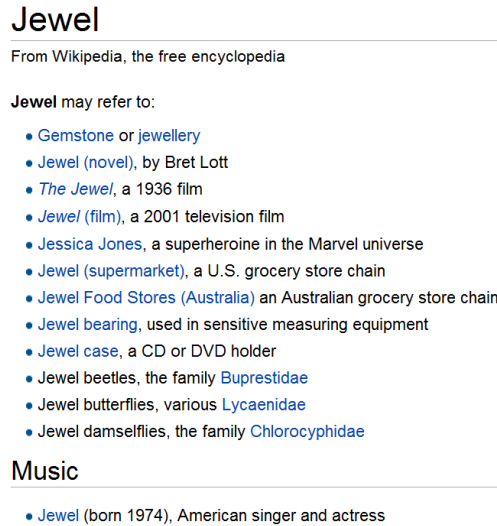 Jewel
From Wikipedia, the free encyclopedia
Jewel may refer to:
Gemstone or jewellery
Jewel (novel), by Bret Lott
The Jewel, a 1936 film
Jewel (film), a 2001 television film
Jessica Jones, a superheroine in the Marvel universe
Jewel (supermarket), a U.S. grocery store chain
Jewel Food Stores (Australia) an Australian grocery store chain
Jewel bearing, used in sensitive measuring equipment
Jewel case, a CD or DVD holder
Jewel beetles, the family Buprestidae
Jewel butterflies, various Lycaenidae
Jewel damselflies, the family Chlorocyphidae
Music
Jewel (born 1974), American singer and actress